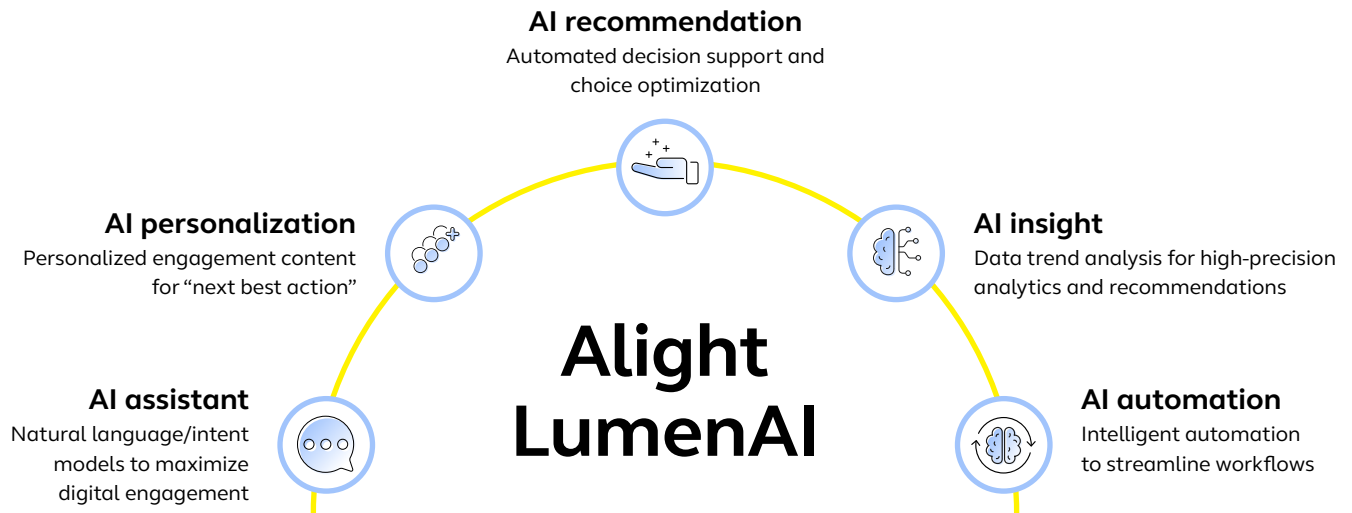 AI recommendation
Automated decision support and
choice optimization
AI personalization
Personalized engagement content
for “next best action”
AI insight
Data trend analysis for high-precision
analytics and recommendations
Alight
LumenAI
AI assistant
Natural language/intent
models to maximize
digital engagement
AI automation
Intelligent automation
to streamline workflows